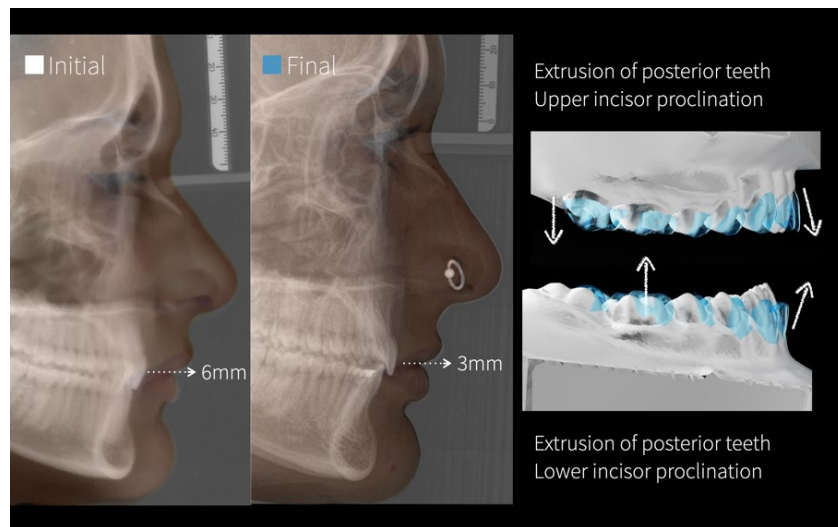 Initial
Final
6mm
3mm
Extrusion of posterior teeth
Upper incisor proclination
Extrusion of posterior teeth
Lower incisor proclination